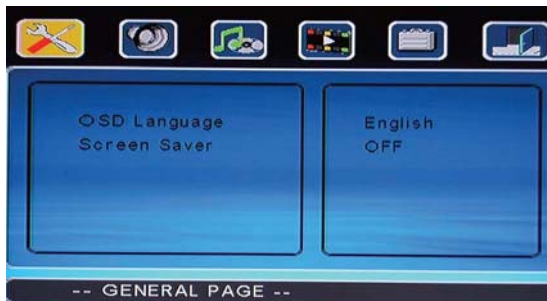 OSD Language English
Screen Saver OFF
-- GENERAL PAGE --